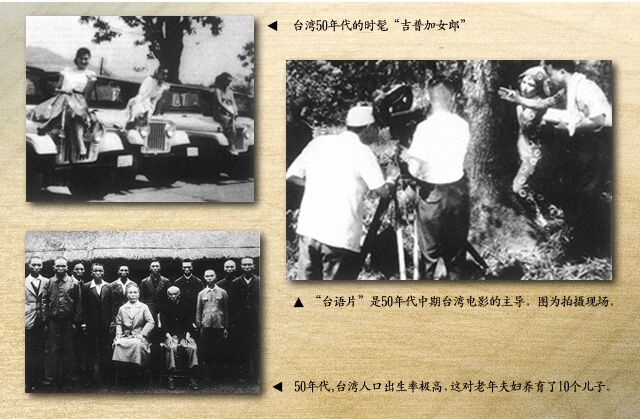 台湾50年代的时髦“吉普加女郎”
“台语片”是50年代中期台湾电影的主导。图为拍摄现场。
50年代,台湾人口出生率极高。这对老年夫妇养育了10个儿子。